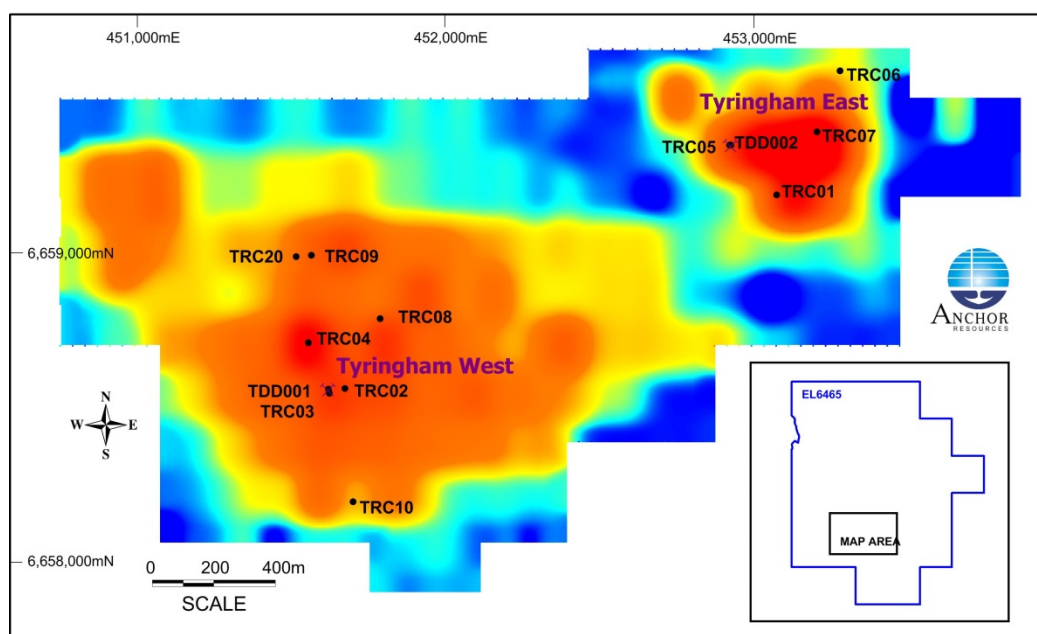 451,000mE
452,000mE
453,000mE
TRC06
Tyringham East
TRC07
TRC05
TDD002
TRC01
6,659,000mN
TRC20
TRC09
ANCHOR
RESOURCES
TRC08
TRC04
Tyringham West
TDD001
TRC02
TRC03
N
W
E
S
EL6465
TRC10
MAP AREA
6,658,000mN
0 200 400m
SCALE